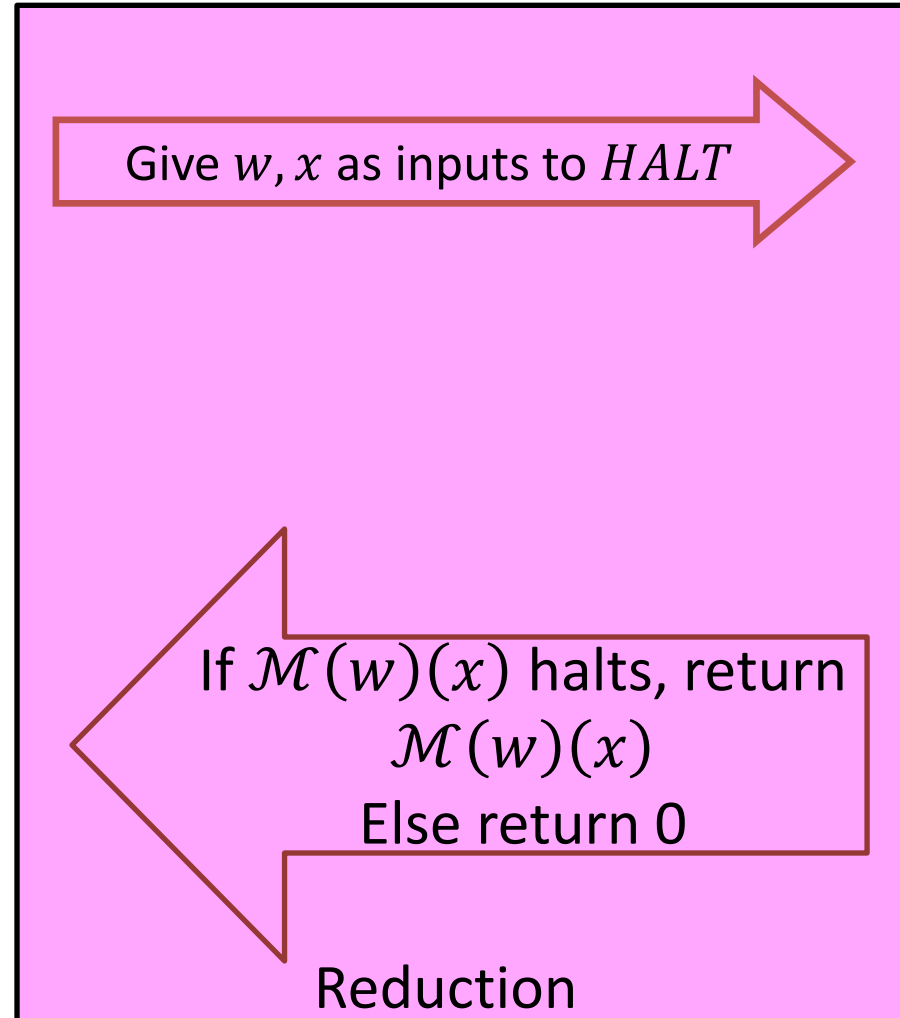 Give 𝑤, 𝑥 as inputs to 𝐻𝐴𝐿𝑇
If ℳ(𝑤)(𝑥) halts, return
ℳ(𝑤)(𝑥)
Else return 0
Reduction